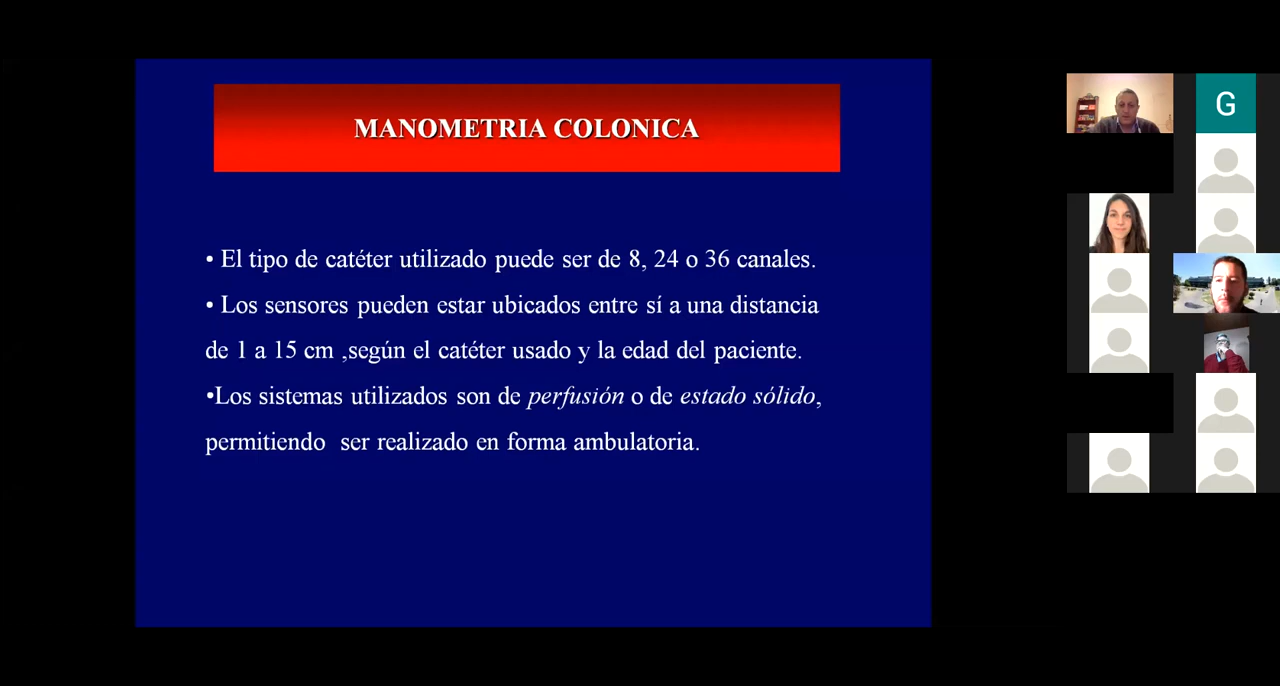 MANOMETRIA COLONICA
• El tipo de catéter utilizado puede ser de 8, 24 o 36 canales.
• Los sensores pueden estar ubicados entre sí a una distancia
de 1 a 15 cm ,según el catéter usado y la edad del paciente.
•Los sistemas utilizados son de perfusión o de estado sólido,
permitiendo  ser realizado en forma ambulatoria.
G